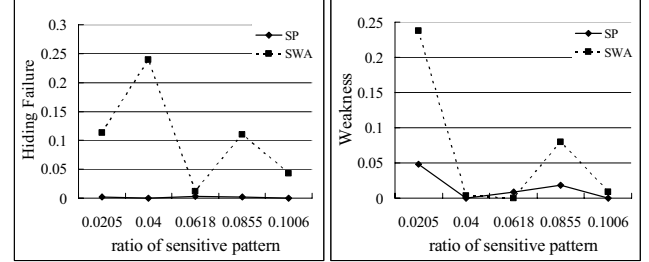 0.3
0.25
0.2
0.15
0.1
0.05
0
Hiding Failure
SP
SWA
0.0205 0.04 0.0618 0.0855 0.1006
ratio of sensitive pattern
0.25
0.2
0.15
0.1
0.05
0
Weakness
SP
SWA
0.0205 0.04 0.0618 0.0855 0.1006
ratio of sensitive pattern